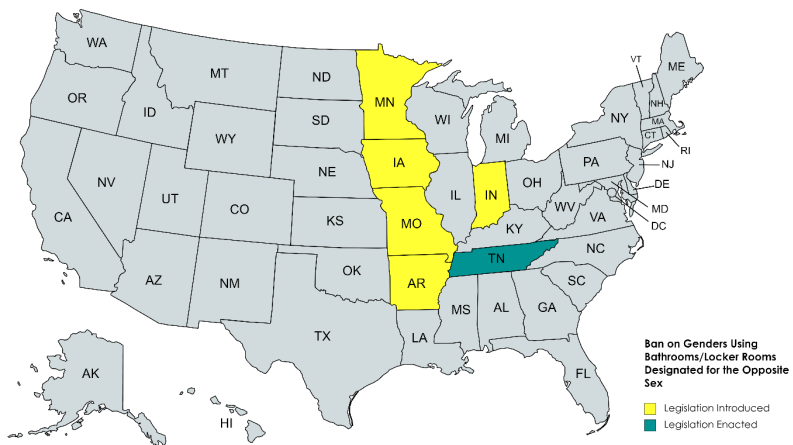 WA
MT
ND
MN
VT
ME
OR
ID
SD
WI
NH
NY
MA
WY
MI
CT
RI
IA
NE
PA
NJ
NV
OH
DE
UT
IL
IN
CO
WV
MD
CA
KS
MO
VA
KY
DC
NC
TN
OK
AZ
NM
AR
SC
MS
AL
GA
TX
LA
FL
AK
HI
Ban on Genders Using
Bathrooms/Locker Rooms
Designated for the Opposite
Sex
Legislation Introduced
Legislation Enacted